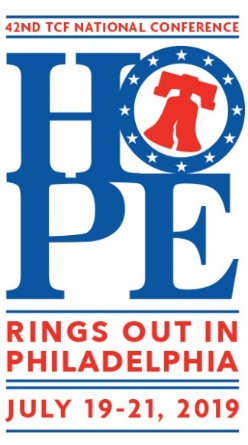 42ND TCF NATIONAL CONFERENCE
HOPE
RINGS OUT IN
PHILADELPHIA
JULY 19-21, 2019